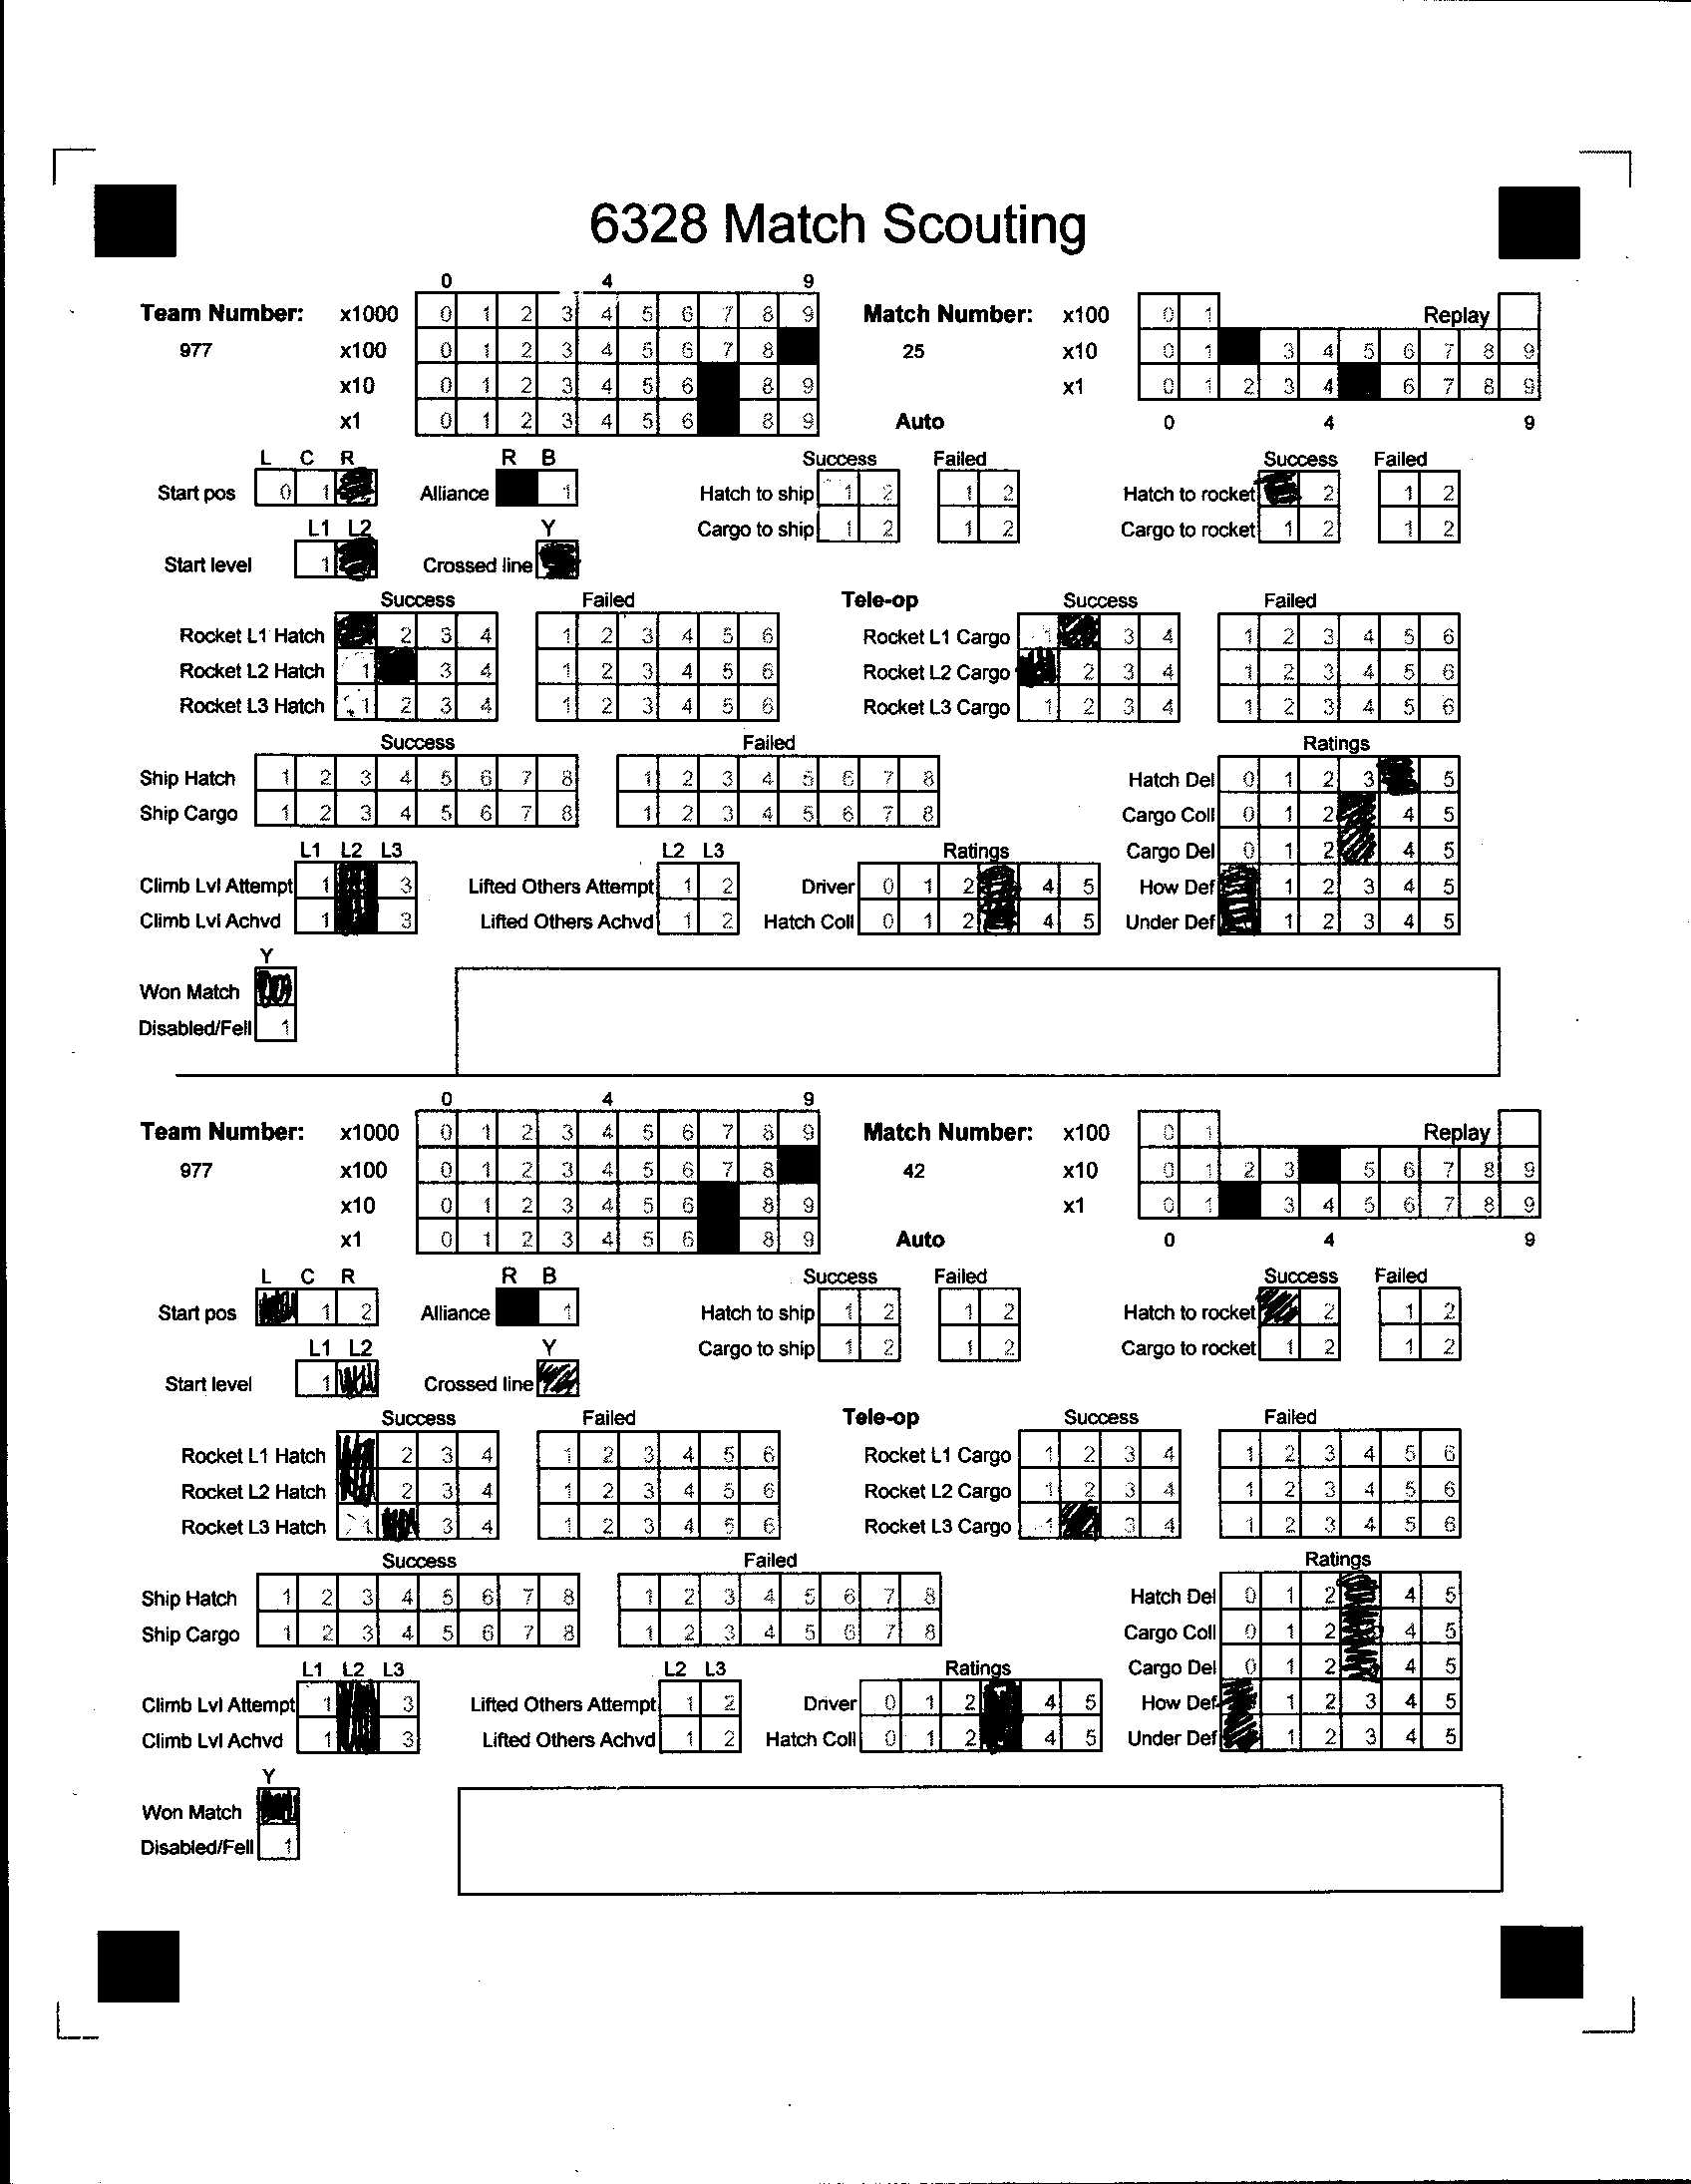 6328 Match Scouting
0 4 9
Team Number: x1000 0 1 2 3 4 5 6 7 8 9 Match Number: x100 0 1 Replay
977 x100 0 1 2 3 4 5 6 7 8 25 x10 0 1 3 4 5 6 7 8 9
x10 0 1 2 3 4 5 6 8 9 x1 0 1 2 3 4 6 7 8 9
x1 0 1 2 3 4 5 6 8 9 Auto 0 4 9
L C R R B Success Failed Success Failed
Start pos 0 1 Alliance 1 Hatch to ship 1 2 1 2 Hatch to rocket 2 1 2
L1 L2 Y Cargo to ship 1 2 1 2 Cargo to rocket 1 2 1 2
Start level 1 Crossed line
Success Failed Tele-op Success Failed
Rocket L1 Hatch 2 3 4 1 2 3 4 5 6 Rocket L1 Cargo 1 3 4 1 2 3 4 5 6
Rocket L2 Hatch 1 3 4 1 2 3 4 5 6 Rocket L2 Cargo 2 3 4 1 2 3 4 5 6
Rocket L3 Hatch 1 2 3 4 1 2 3 4 5 6 Rocket L3 Cargo 1 2 3 4 1 2 3 4 5 6
Success Failed Ratings
Ship Hatch 1 2 3 4 5 6 7 8 1 2 3 4 5 6 7 8 Hatch Del 0 1 2 3 5
Ship Cargo 1 2 3 4 5 6 7 8 1 2 3 4 5 6 7 8 Cargo Coll 0 1 2 4 5
L1 L2 L3 L2 L3 Ratings Cargo Del 0 1 2 4 5
Climb Lvl Attempt 1 3 Lifted Others Attempt 1 2 Driver 0 1 2 4 5 How Def 1 2 3 4 5
Climb Lvl Achvd 1 3 Lifted Others Achvd 1 2 Hatch Coll 0 1 2 4 5 Under Def 1 2 3 4 5
Y
Won Match
Disabled/Fell 1
0 4 9
Team Number: x1000 0 1 2 3 4 5 6 7 8 9 Match Number: x100 0 1 Replay
977 x100 0 1 2 3 4 5 6 7 8 42 x10 0 1 2 3 5 6 7 8 9
x10 0 1 2 3 4 5 6 8 9 x1 0 1 3 4 5 6 7 8 9
x1 0 1 2 3 4 5 6 8 9 Auto 0 4 9
L C R R B Success Failed Success Failed
Start pos 1 2 Alliance 1 Hatch to ship 1 2 1 2 Hatch to rocket 2 1 2
L1 L2 Y Cargo to ship 1 2 1 2 Cargo to rocket 1 2 1 2
Start level 1 Crossed line
Success Failed Tele-op Success Failed
Rocket L1 Hatch 2 3 4 1 2 3 4 5 6 Rocket L1 Cargo 1 2 3 4 1 2 3 4 5 6
Rocket L2 Hatch 2 3 4 1 2 3 4 5 6 Rocket L2 Cargo 1 2 3 4 1 2 3 4 5 6
Rocket L3 Hatch 1 3 4 1 2 3 4 5 6 Rocket L3 Cargo 1 3 4 1 2 3 4 5 6
Success Failed Ratings
Ship Hatch 1 2 3 4 5 6 7 8 1 2 3 4 5 6 7 8 Hatch Del 0 1 2 4 5
Ship Cargo 1 2 3 4 5 6 7 8 1 2 3 4 5 6 7 8 Cargo Coll 0 1 2 4 5
L1 L2 L3 L2 L3 Ratings Cargo Del 0 1 2 4 5
Climb Lvl Attempt 1 3 Lifted Others Attempt 1 2 Driver 0 1 2 4 5 How Def 1 2 3 4 5
Climb Lvl Achvd 1 3 Lifted Others Achvd 1 2 Hatch Coll 0 1 2 4 5 Under Def 1 2 3 4 5
Y
Won Match
Disabled/Fell 1